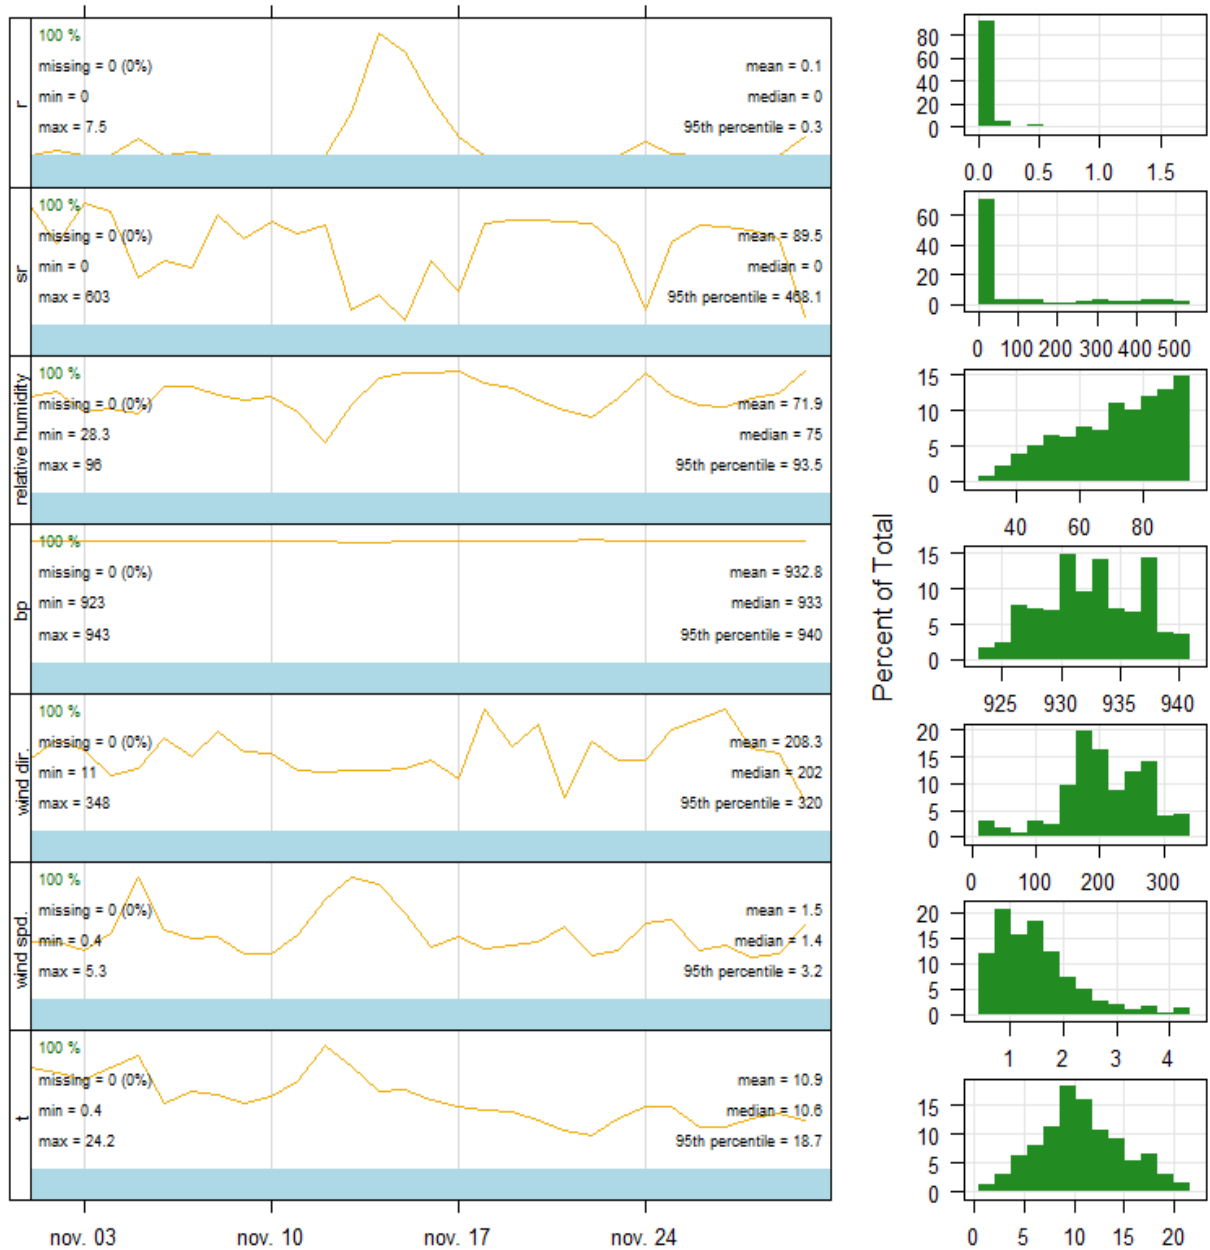 r
100 %
missing = 0 (0%)
min = 0
max = 7.5
mean = 0.1
median = 0
95th percentile = 0.3
sr
100 %
missing = 0 (0%)
min = 0
max = 603
mean = 89.5
median = 0
95th percentile = 468.1
relative humidity
100 %
missing = 0 (0%)
min = 28.3
max = 96
mean = 71.9
median = 75
95th percentile = 93.5
bp
100 %
missing = 0 (0%)
min = 923
max = 943
mean = 932.8
median = 933
95th percentile = 940
wind dir.
100 %
missing = 0 (0%)
min = 11
max = 348
mean = 208.3
median = 202
95th percentile = 320
wind spd.
100 %
missing = 0 (0%)
min = 0.4
max = 5.3
mean = 1.5
median = 1.4
95th percentile = 3.2
t
100 %
missing = 0 (0%)
min = 0.4
max = 24.2
mean = 10.9
median = 10.6
95th percentile = 18.7
nov. 03 nov. 10 nov. 17 nov. 24
Percent of Total
80
60
40
20
0
0.0 0.5 1.0 1.5
60
40
20
0
0 100 200 300 400 500
15
10
5
0
40 60 80
15
10
5
0
925 930 935 940
20
15
10
5
0
0 100 200 300
20
15
10
5
0
1 2 3 4
15
10
5
0
0 5 10 15 20